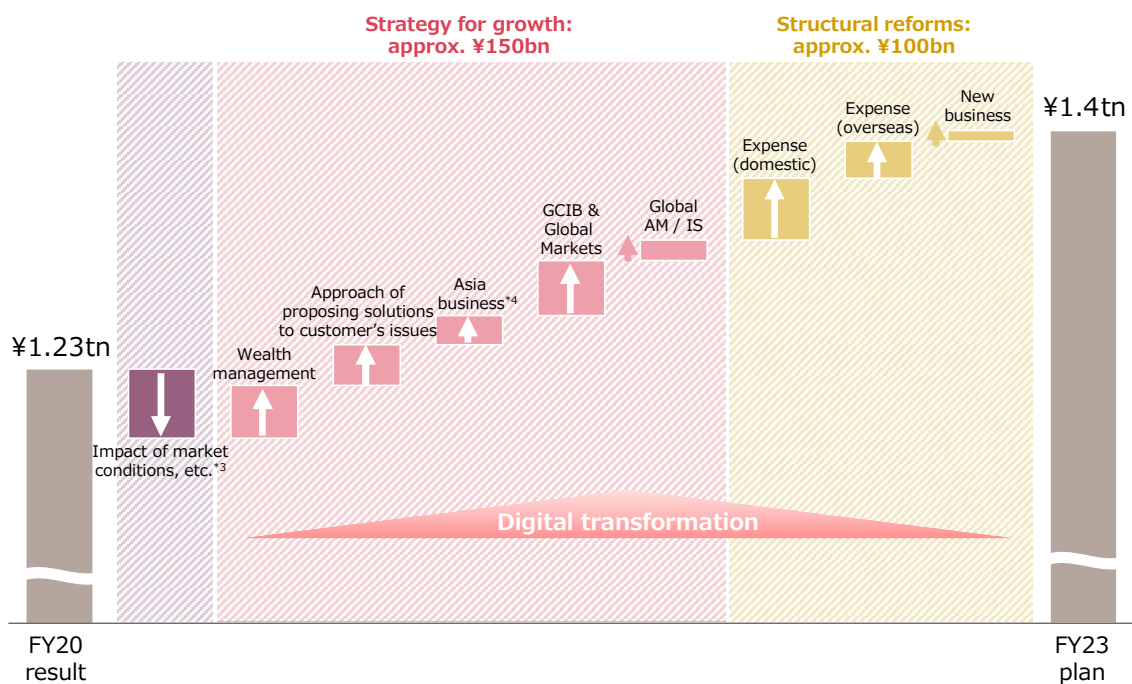 Strategy for growth:
approx. ¥150bn
Structural reforms:
approx. ¥100bn
¥1.23tn
Impact of market
conditions, etc.*3
Wealth
management
Approach of
proposing solutions
to customer’s issues
Asia
business*4
GCIB &
Global
Markets
Global
AM / IS
Expense
(domestic)
Expense
(overseas)
New
business
¥1.4tn
Digital transformation
FY20
result
FY23
plan